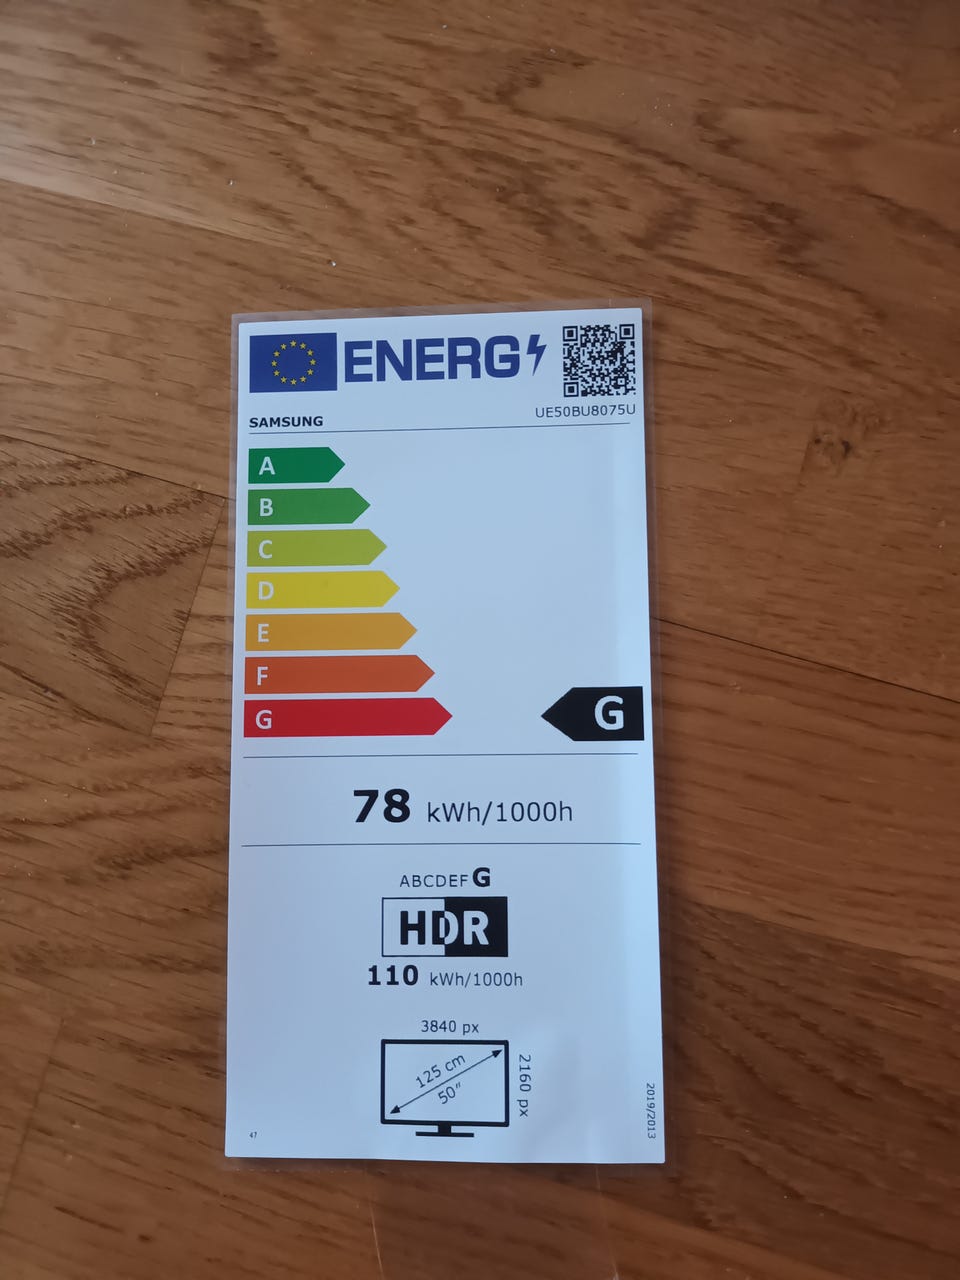 ENERG
SAMSUNG
UE50BU8075U
A
B
C
D
E
F
G
G
78 kWh/1000h
ABCDEFG
HDR
110 kWh/1000h
3840 px
125 cm
50"
2160 px
2019/2013
47